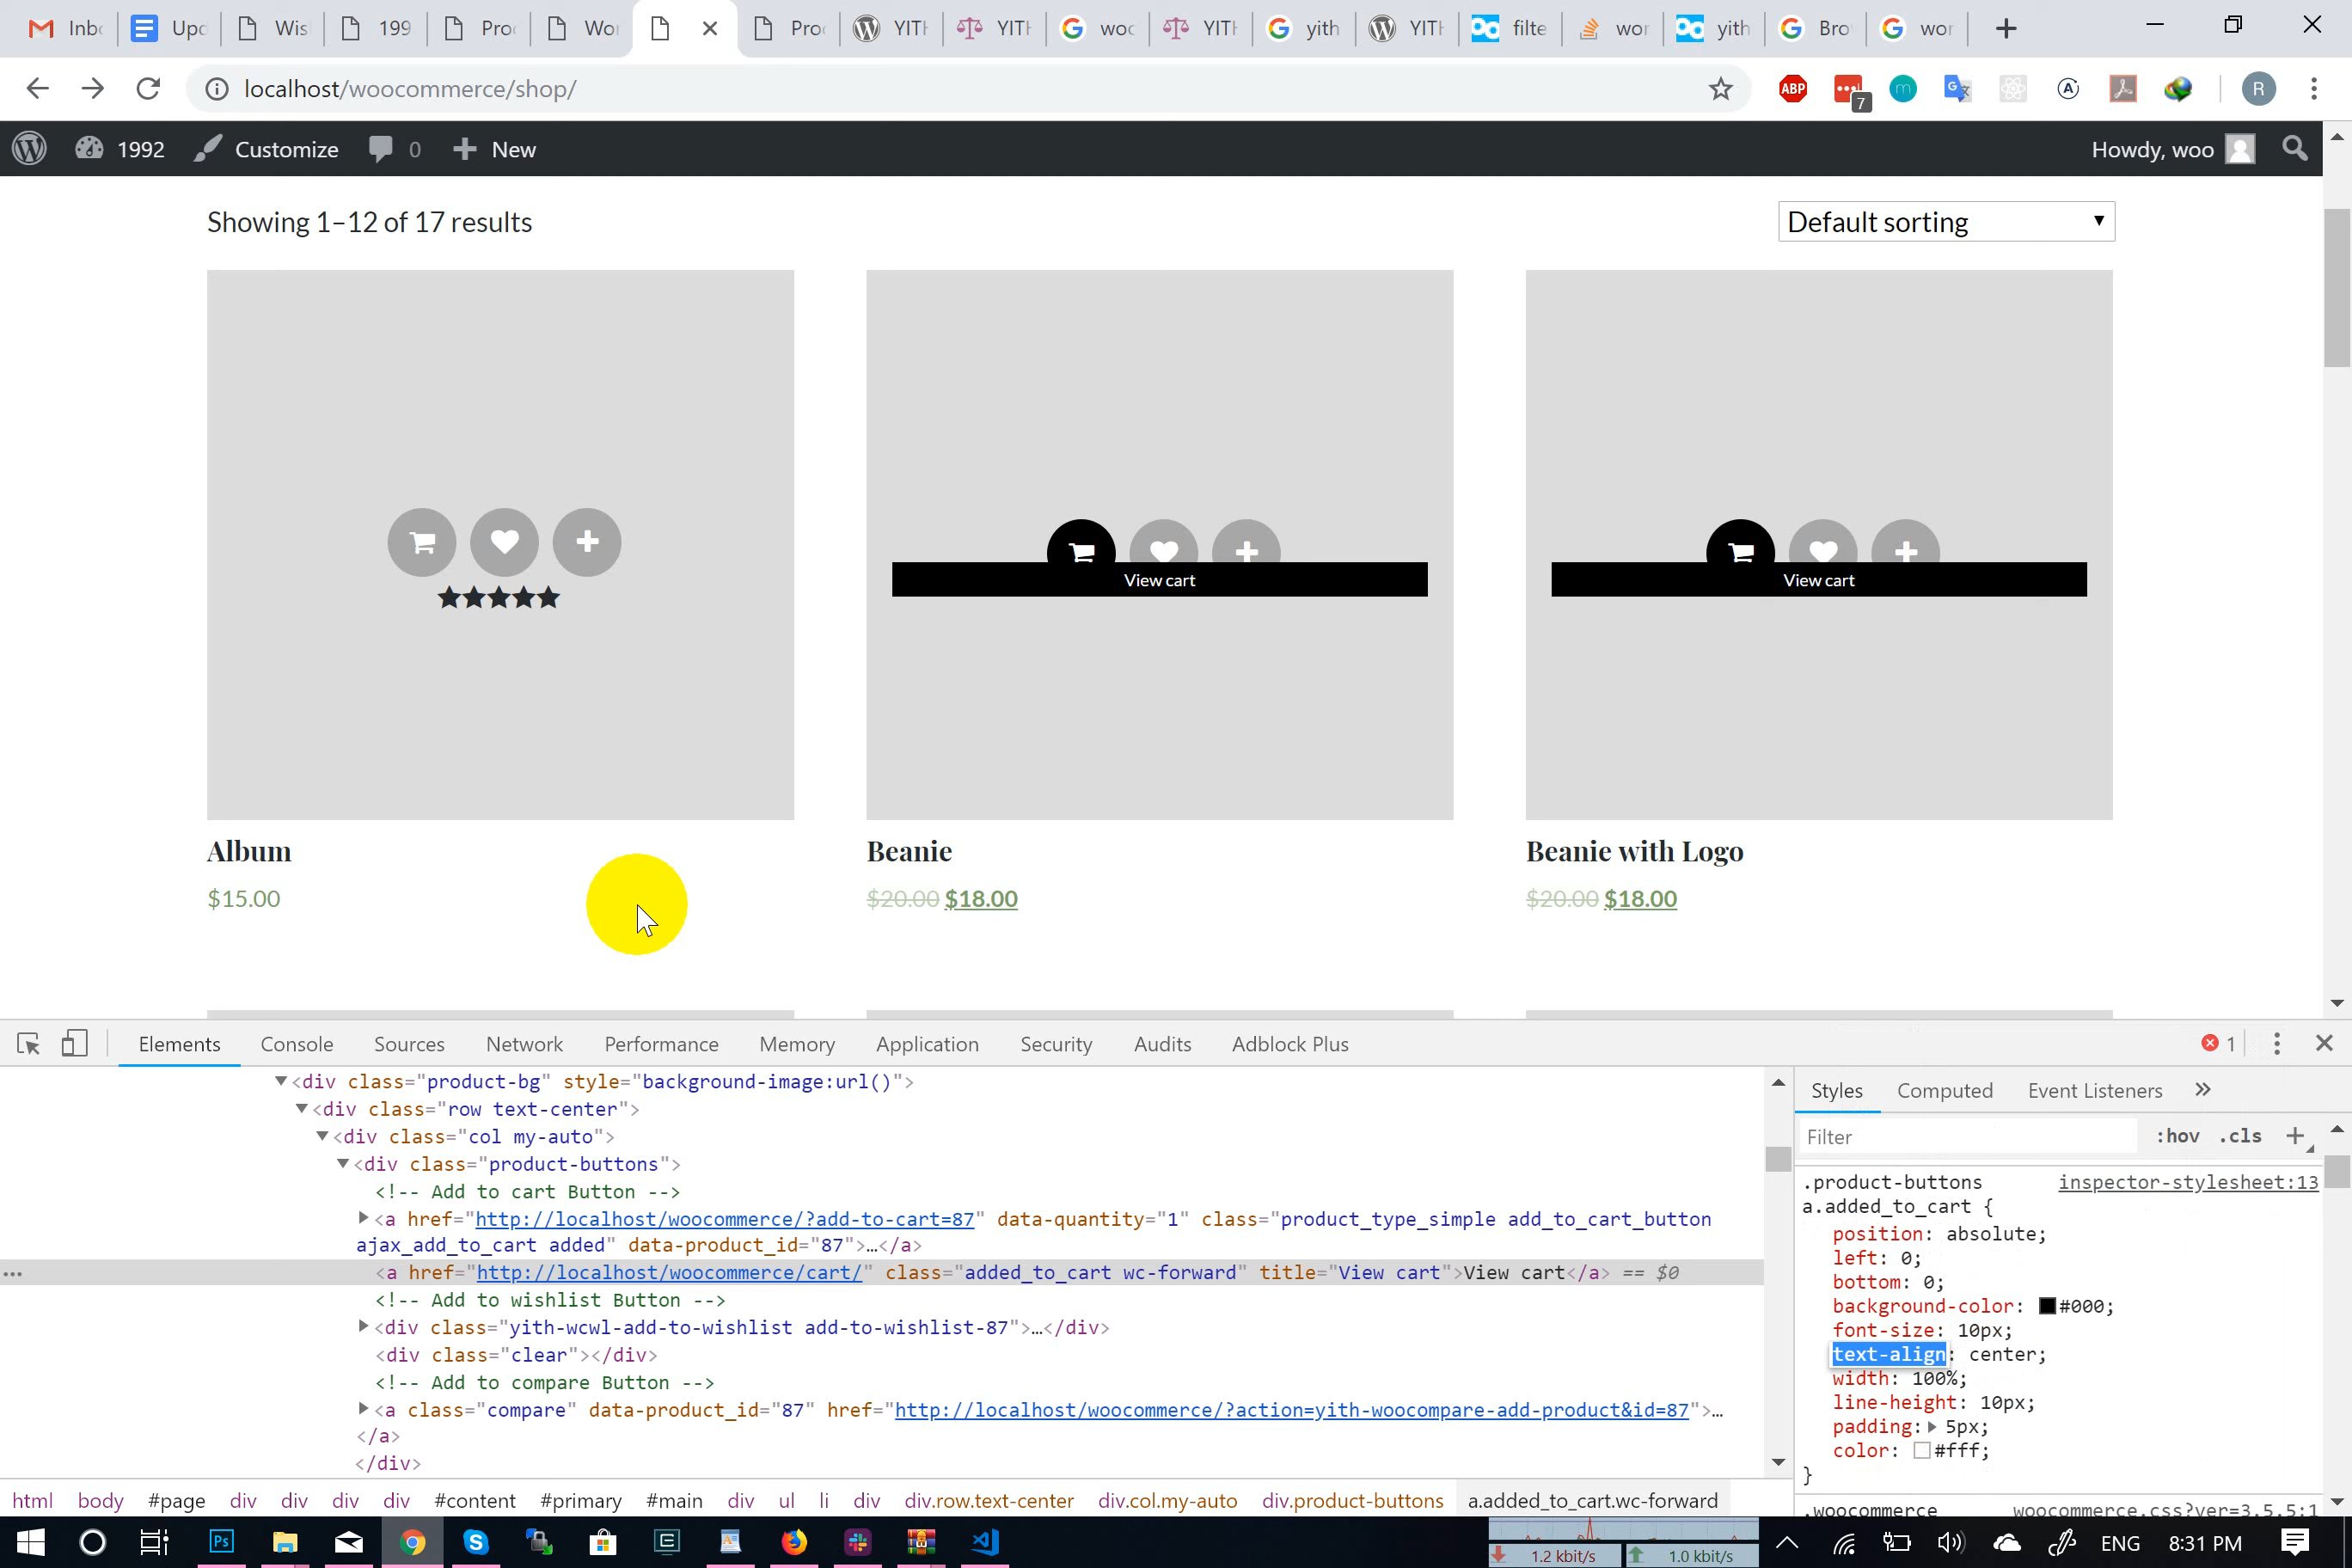 Inbo Upd Wis 199 Pro Wor Pro YITH YITH woc YITH yith YITH filte wor yith Bro wor
localhost/woocommerce/shop/
ABP 7 R
1992 Customize 0 New Howdy, woo
Showing 1–12 of 17 results Default sorting
View cart View cart
Album Beanie Beanie with Logo
$15.00 $20.00 $18.00 $20.00 $18.00
Elements Console Sources Network Performance Memory Application Security Audits Adblock Plus 1
<div class="product-bg" style="background-image:url()">
<div class="row text-center">
<div class="col my-auto">
<div class="product-buttons">
<!-- Add to cart Button -->
<a href="http://localhost/woocommerce/?add-to-cart=87" data-quantity="1" class="product_type_simple add_to_cart_button
ajax_add_to_cart added" data-product_id="87">…</a>
<a href="http://localhost/woocommerce/cart/" class="added_to_cart wc-forward" title="View cart">View cart</a> == $0
<!-- Add to wishlist Button -->
<div class="yith-wcwl-add-to-wishlist add-to-wishlist-87">…</div>
<div class="clear"></div>
<!-- Add to compare Button -->
<a class="compare" data-product_id="87" href="http://localhost/woocommerce/?action=yith-woocompare-add-product&id=87">…
</a>
</div>
html body #page div div div div #content #primary #main div ul li div div.row.text-center div.col.my-auto div.product-buttons a.added_to_cart.wc-forward
Styles Computed Event Listeners »
Filter :hov .cls +
.product-buttons inspector-stylesheet:13
a.added_to_cart {
position: absolute;
left: 0;
bottom: 0;
background-color: #000;
font-size: 10px;
text-align: center;
width: 100%;
line-height: 10px;
padding: 5px;
color: #fff;
}
.woocommerce woocommerce.css?ver=3.5.5:1
Ps 1.2 kbit/s 1.0 kbit/s ENG 8:31 PM